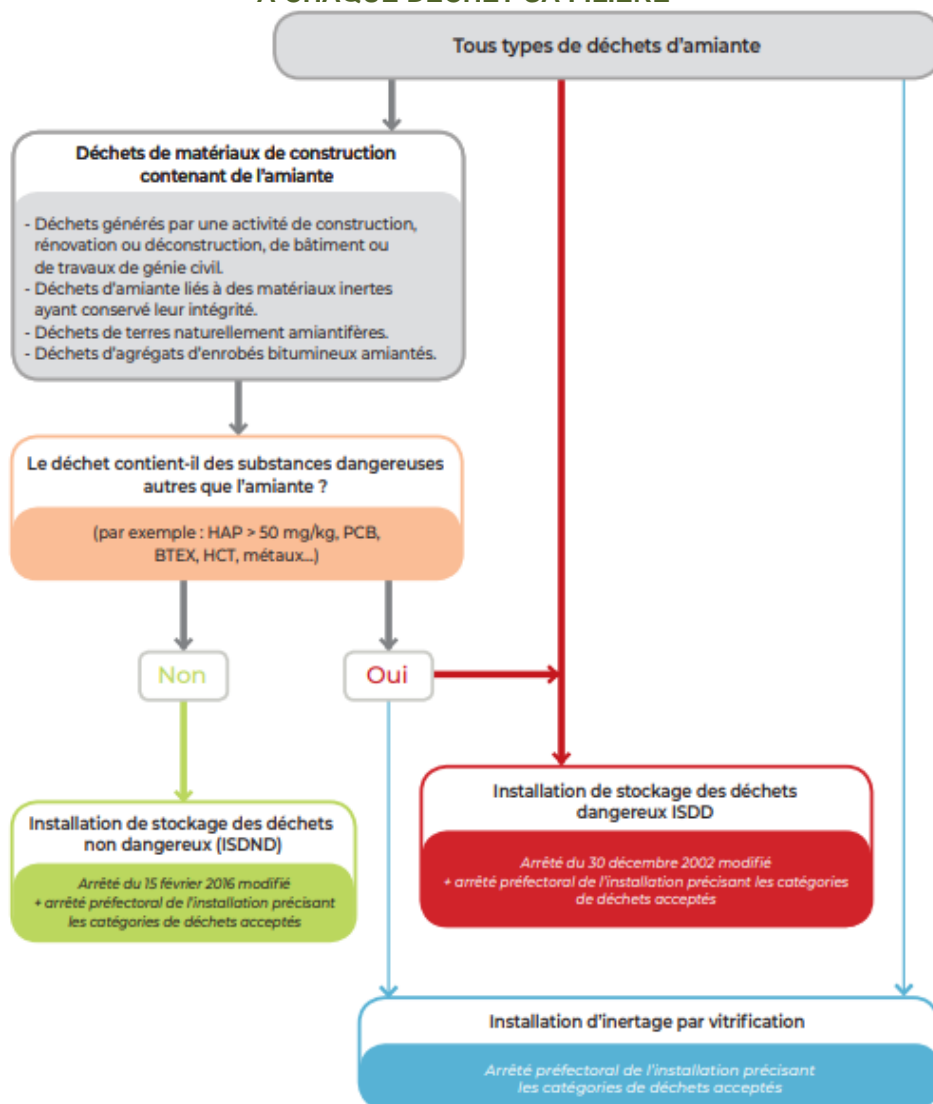 À CHAQUE DÉCHET SA FILIÈRE
Tous types de déchets d'amiante
Déchets de matériaux de construction
contenant de l'amiante
- Déchets générés par une activité de construction,
rénovation ou déconstruction, de bâtiment ou
de travaux de génie civil.
- Déchets d'amiante liés à des matériaux inertes
ayant conservé leur intégrité.
- Déchets de terres naturellement amiantifères.
- Déchets d'agrégats d'enrobés bitumineux amiantés.
Le déchet contient-il des substances dangereuses
autres que l'amiante ?
(par exemple : HAP > 50 mg/kg, PCB,
BTEX, HCT, métaux...)
Non
Oui
Installation de stockage des déchets
non dangereux (ISDND)
Arrêté du 15 février 2016 modifié
+ arrêté préfectoral de l'installation précisant
les catégories de déchets acceptés
Installation de stockage des déchets
dangereux ISDD
Arrêté du 30 décembre 2002 modifié
+ arrêté préfectoral de l'installation précisant les catégories
de déchets acceptés
Installation d'inertage par vitrification
Arrêté préfectoral de l'installation précisant
les catégories de déchets acceptés